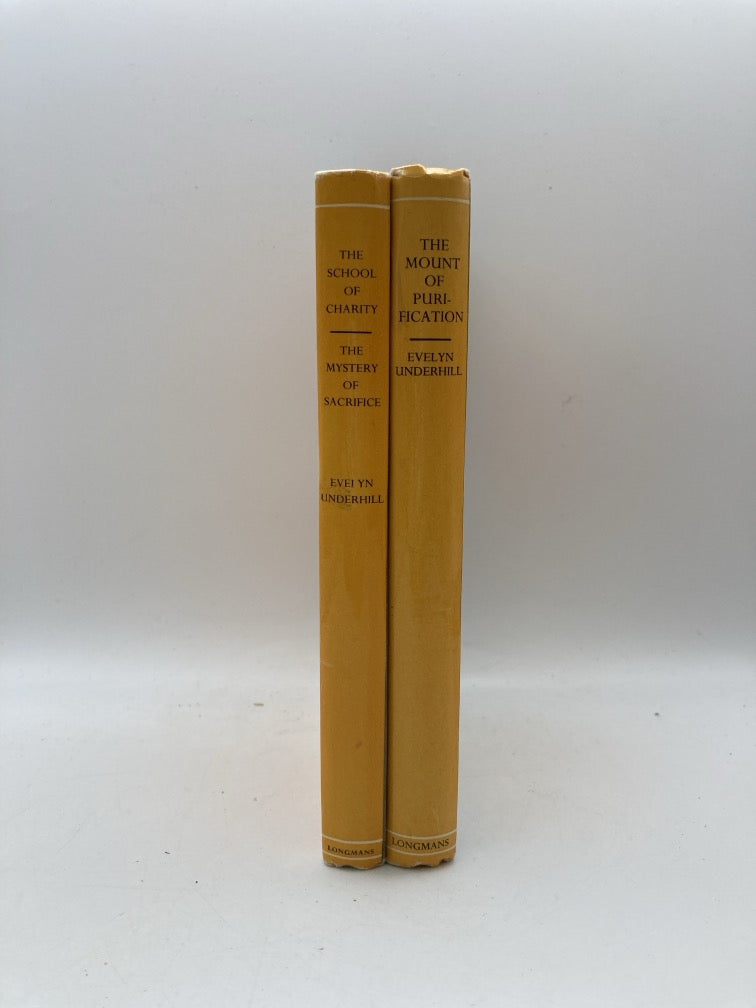 THE
SCHOOL
OF
CHARITY
THE
MYSTERY
OF
SACRIFICE
EVELYN
UNDERHILL
LONGMANS
THE
MOUNT
OF
PURI-
FICATION
EVELYN
UNDERHILL
LONGMANS